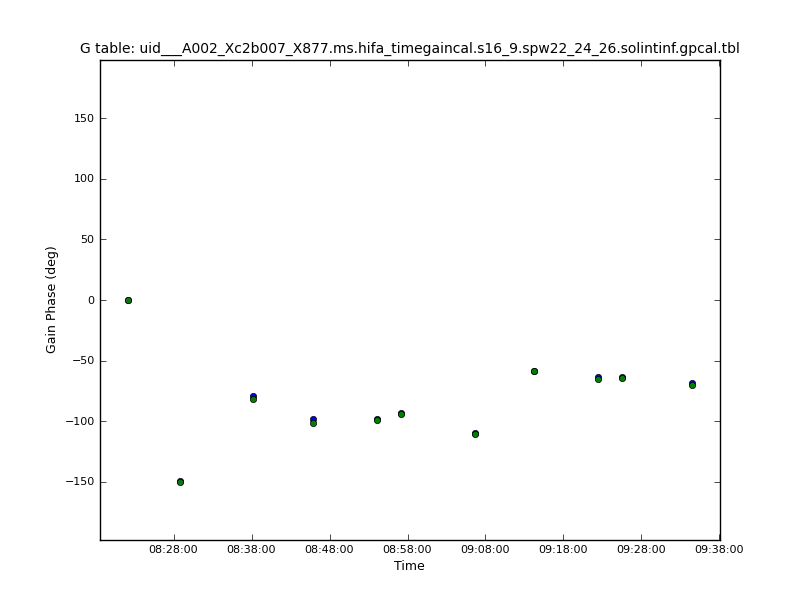 G table: uid___A002_Xc2b007_X877.ms.hifa_timegaincal.s16_9.spw22_24_26.solintinf.gpcal.tbl
150
100
50
0
−50
−100
−150
Gain Phase (deg)
08:28:00 08:38:00 08:48:00 08:58:00 09:08:00 09:18:00 09:28:00 09:38:00
Time